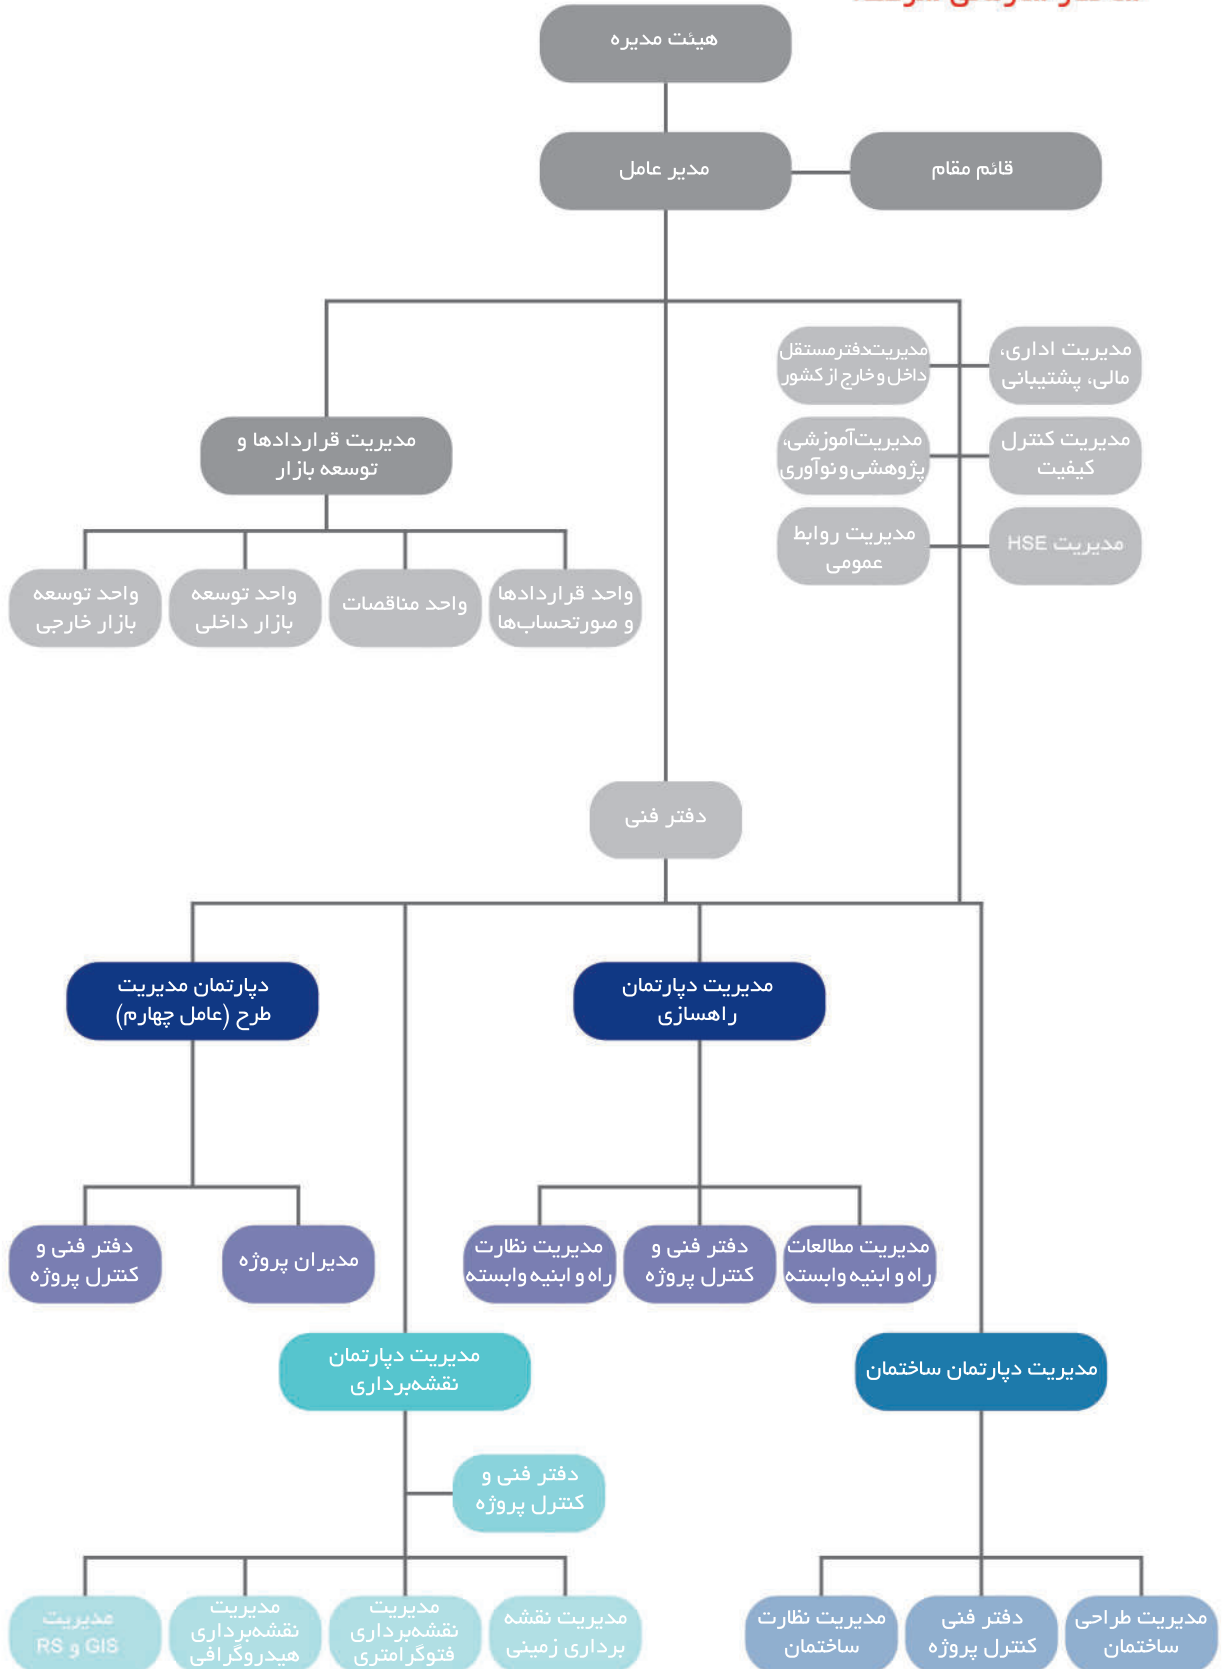 هیئت مدیره
مدیر عامل
قائم مقام
مدیریت اداری،
مالی، پشتیبانی
مدیریت دفتر مستقل
داخل و خارج از کشور
مدیریت کنترل
کیفیت
مدیریت آموزشی،
پژوهشی و نوآوری
مدیریت HSE
مدیریت روابط
عمومی
مدیریت قراردادها و
توسعه بازار
واحد قراردادها
و صورتحساب‌ها
واحد مناقصات
واحد توسعه
بازار داخلی
واحد توسعه
بازار خارجی
دفتر فنی
مدیریت دپارتمان
راهسازی
دپارتمان مدیریت
طرح (عامل چهارم)
مدیریت مطالعات
راه و ابنیه وابسته
دفتر فنی و
کنترل پروژه
مدیریت نظارت
راه و ابنیه وابسته
مدیران پروژه
دفتر فنی و
کنترل پروژه
مدیریت دپارتمان ساختمان
مدیریت دپارتمان
نقشه‌برداری
دفتر فنی و
کنترل پروژه
مدیریت طراحی
ساختمان
دفتر فنی
کنترل پروژه
مدیریت نظارت
ساختمان
مدیریت نقشه
برداری زمینی
مدیریت
نقشه‌برداری
فتوگرامتری
مدیریت
نقشه‌برداری
هیدروگرافی
مدیریت
GIS و RS